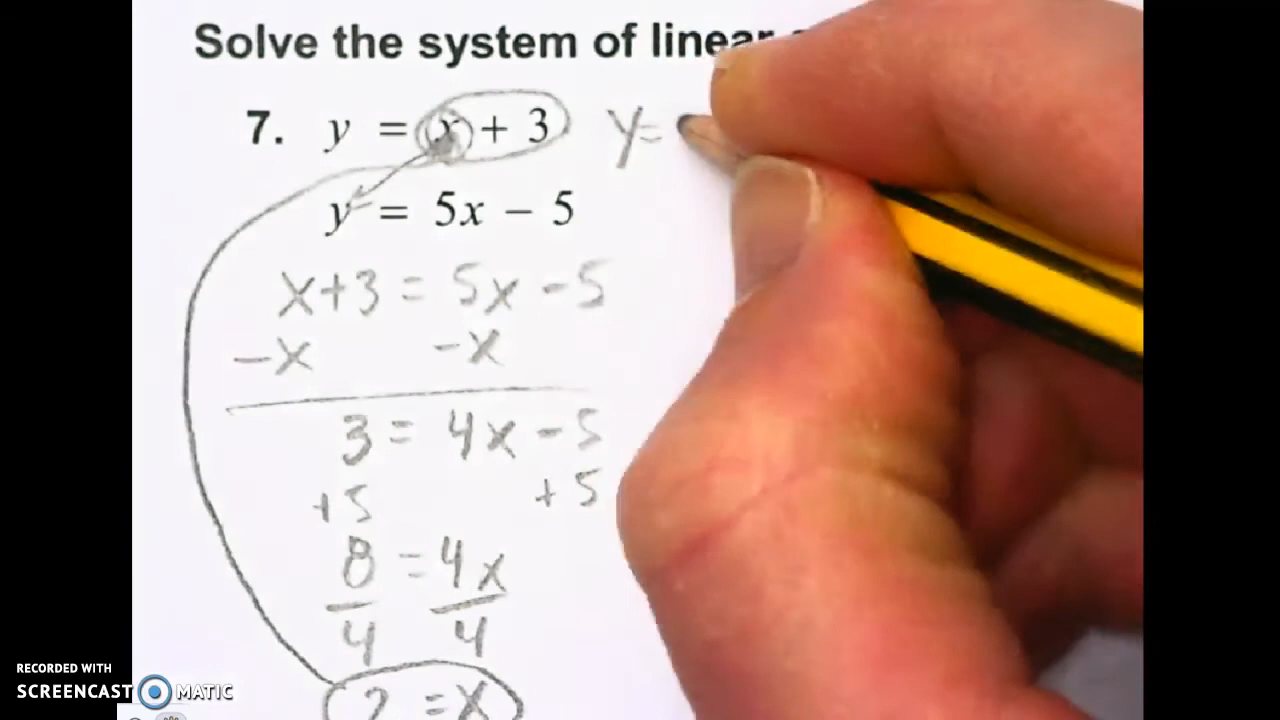 Solve the system of linear
7. y = x + 3 y=
y = 5x − 5
x+3 = 5x −5
−x −x
3 = 4x −5
+5 +5
8 = 4x
4 4
2 = x
RECORDED WITH
SCREENCAST MATIC